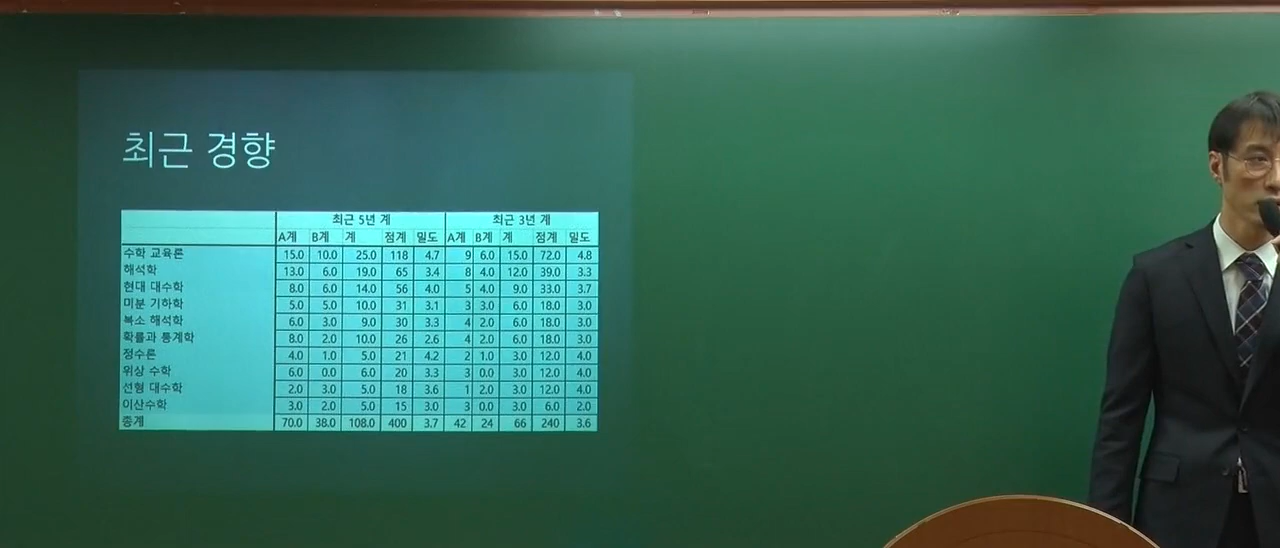 최근 경향
최근 5년 계 최근 3년 계
A계 B계 계 점계 밀도 A계 B계 계 점계 밀도
수학 교육론 15.0 10.0 25.0 118 4.7 9 6.0 15.0 72.0 4.8
해석학 13.0 6.0 19.0 65 3.4 8 4.0 12.0 39.0 3.3
현대 대수학 8.0 6.0 14.0 56 4.0 5 4.0 9.0 33.0 3.7
미분 기하학 5.0 5.0 10.0 31 3.1 3 3.0 6.0 18.0 3.0
복소 해석학 6.0 3.0 9.0 30 3.3 4 2.0 6.0 18.0 3.0
확률과 통계학 8.0 2.0 10.0 26 2.6 4 2.0 6.0 18.0 3.0
정수론 4.0 1.0 5.0 21 4.2 2 1.0 3.0 12.0 4.0
위상 수학 6.0 0.0 6.0 20 3.3 3 0.0 3.0 12.0 4.0
선형 대수학 2.0 3.0 5.0 18 3.6 1 2.0 3.0 12.0 4.0
이산수학 3.0 2.0 5.0 15 3.0 3 0.0 3.0 6.0 2.0
총계 70.0 38.0 108.0 400 3.7 42 24 66 240 3.6